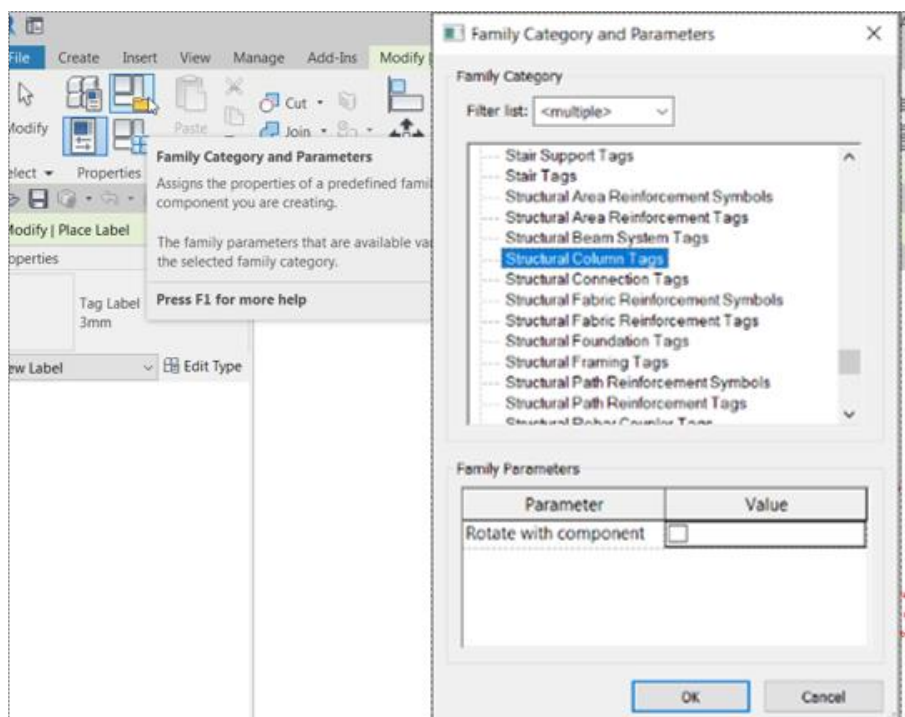 File Create Insert View Manage Add-Ins Modify |
Modify
Paste
Cut
Join
Select Properties
Modify | Place Label
Properties
Tag Label
3mm
New Label
Edit Type
Family Category and Parameters
Assigns the properties of a predefined fami
component you are creating.
The family parameters that are available va
the selected family category.
Press F1 for more help
Family Category and Parameters
Family Category
Filter list: <multiple>
Stair Support Tags
Stair Tags
Structural Area Reinforcement Symbols
Structural Area Reinforcement Tags
Structural Beam System Tags
Structural Column Tags
Structural Connection Tags
Structural Fabric Reinforcement Symbols
Structural Fabric Reinforcement Tags
Structural Foundation Tags
Structural Framing Tags
Structural Path Reinforcement Symbols
Structural Path Reinforcement Tags
Structural Rebar Coupler Tags
Family Parameters
Parameter Value
Rotate with component
OK Cancel